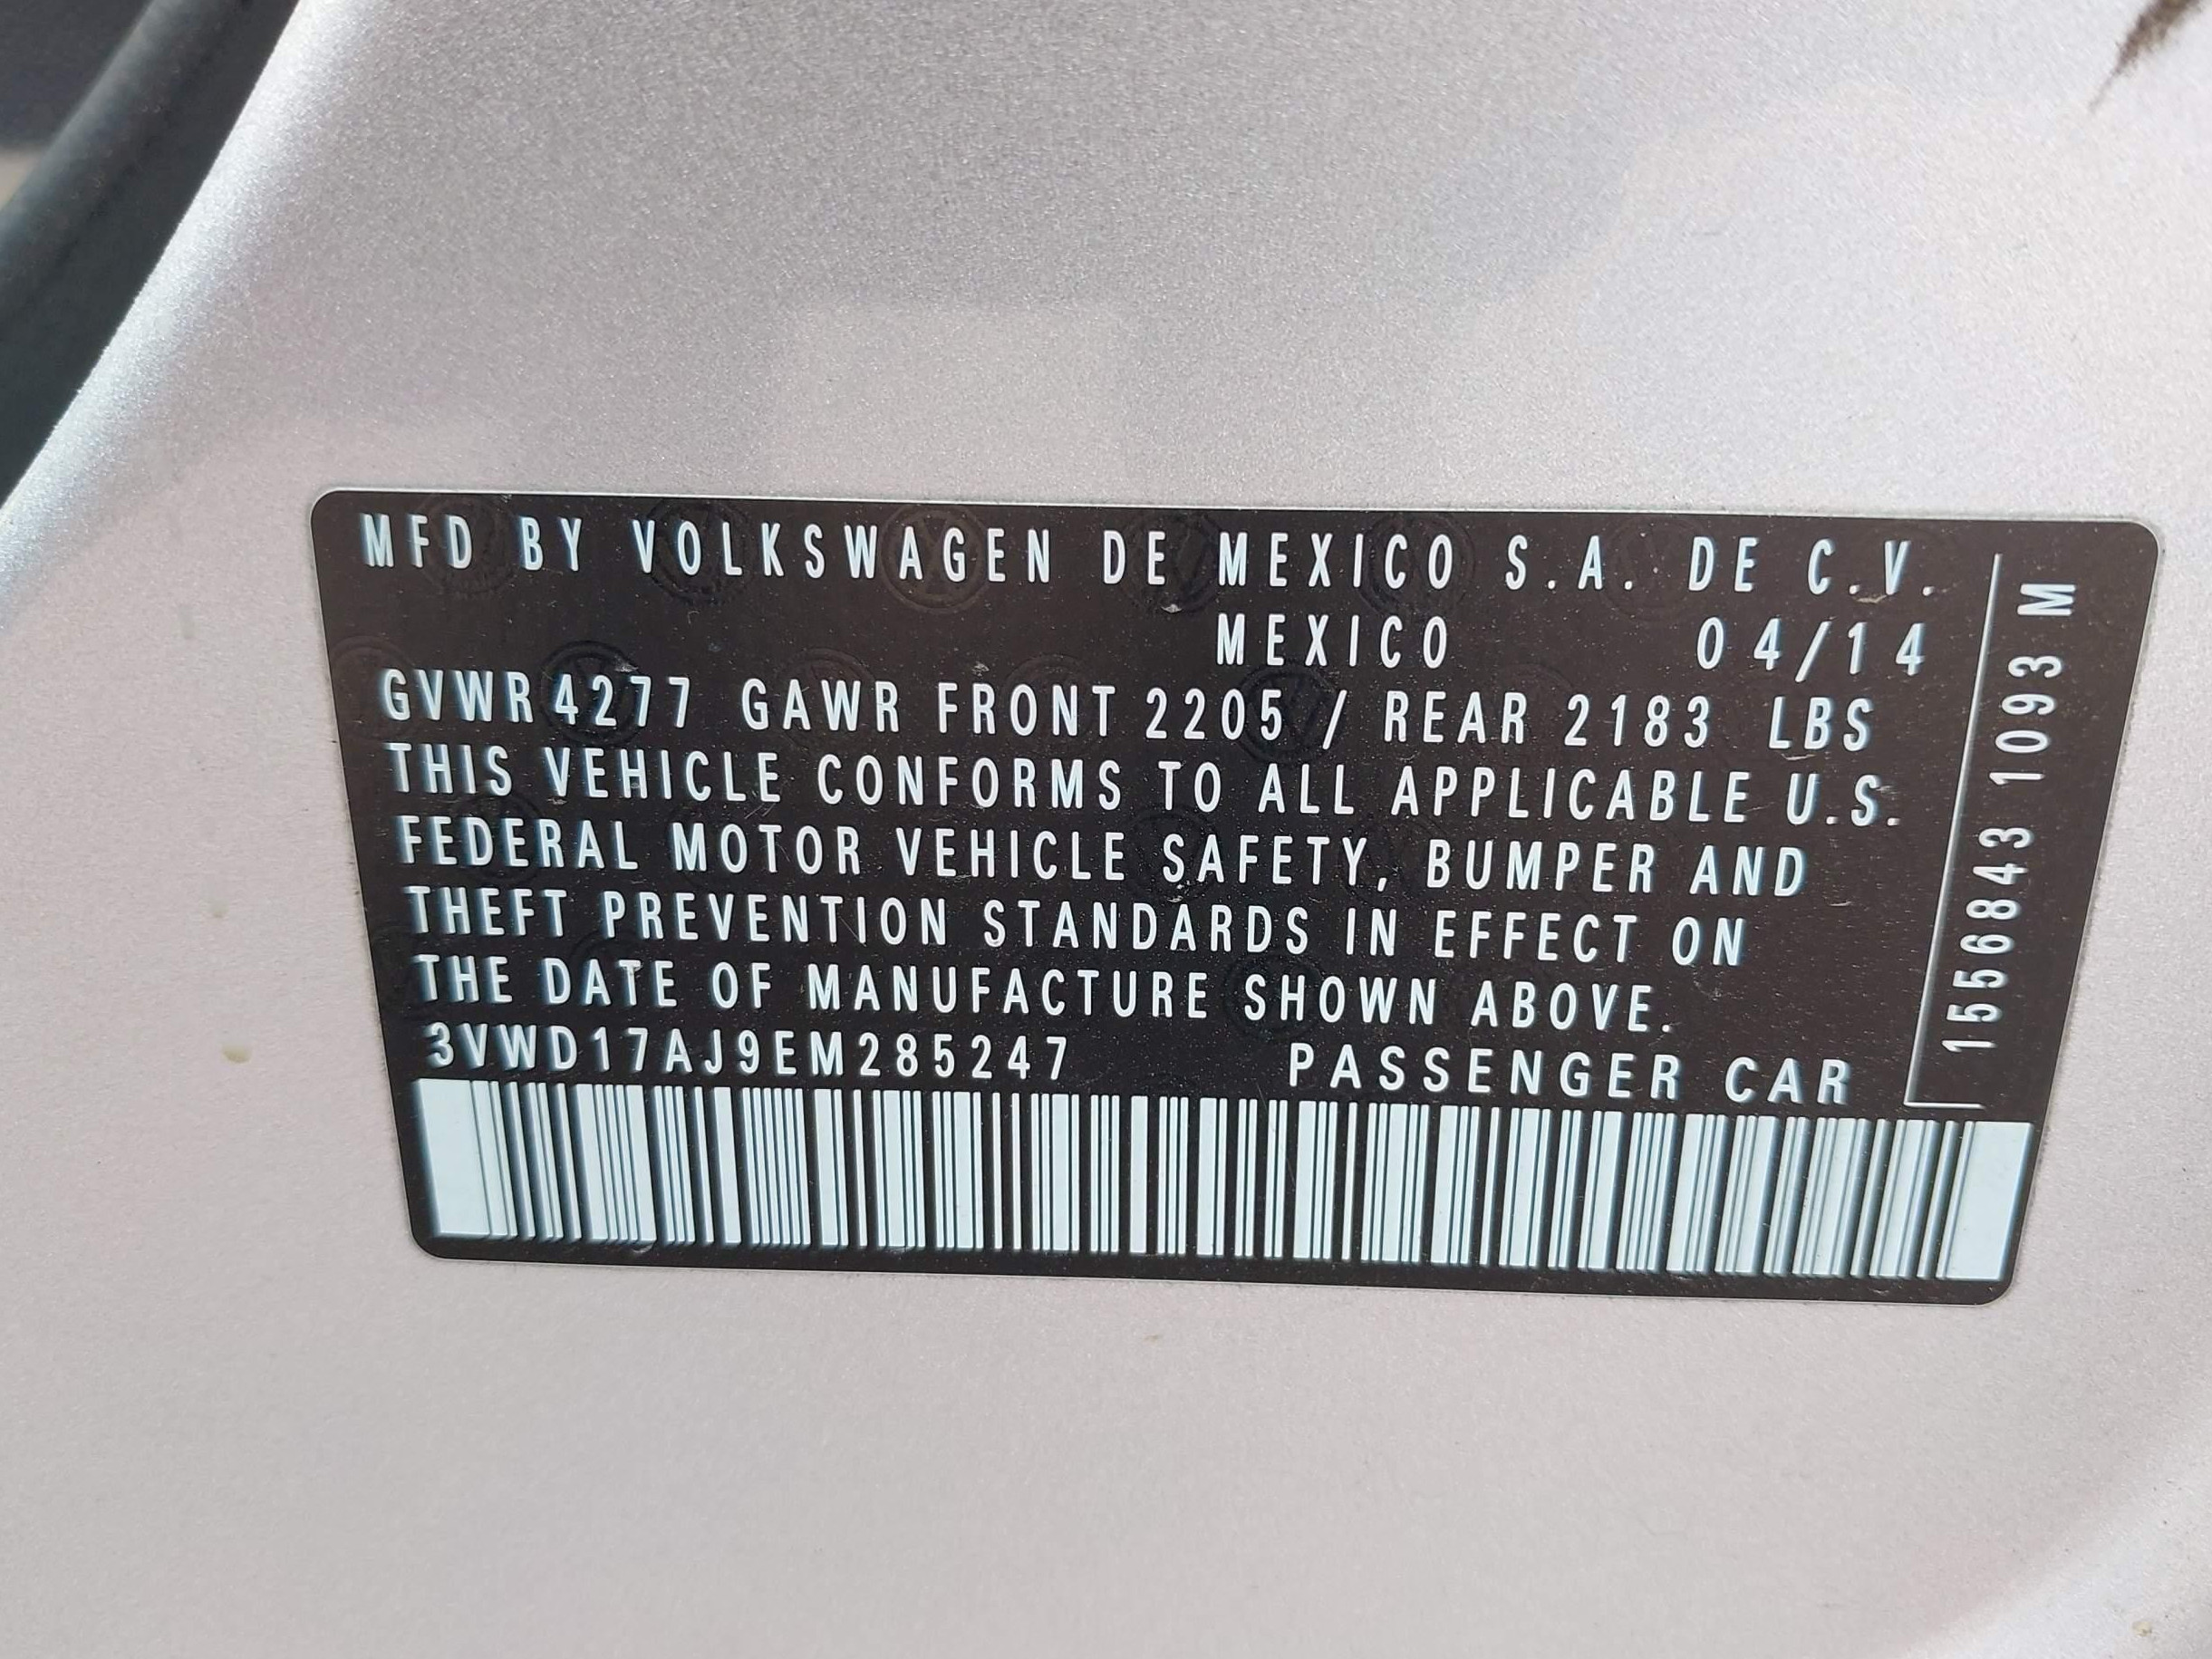 MFD BY VOLKSWAGEN DE MEXICO S.A. DE C.V.
MEXICO 04/14
GVWR 4277 GAWR FRONT 2205 / REAR 2183 LBS
THIS VEHICLE CONFORMS TO ALL APPLICABLE U.S.
FEDERAL MOTOR VEHICLE SAFETY, BUMPER AND
THEFT PREVENTION STANDARDS IN EFFECT ON
THE DATE OF MANUFACTURE SHOWN ABOVE.
3VWD17AJ9EM285247 PASSENGER CAR
1556843 1093 M